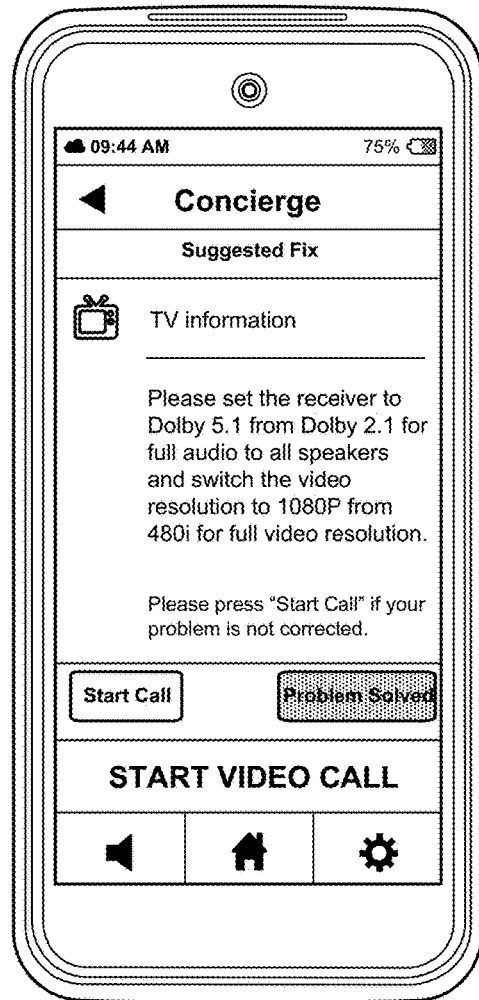 09:44 AM 75%
Concierge
Suggested Fix
TV information
Please set the receiver to
Dolby 5.1 from Dolby 2.1 for
full audio to all speakers
and switch the video
resolution to 1080P from
480i for full video resolution.
Please press “Start Call” if your
problem is not corrected.
Start Call Problem Solved
START VIDEO CALL